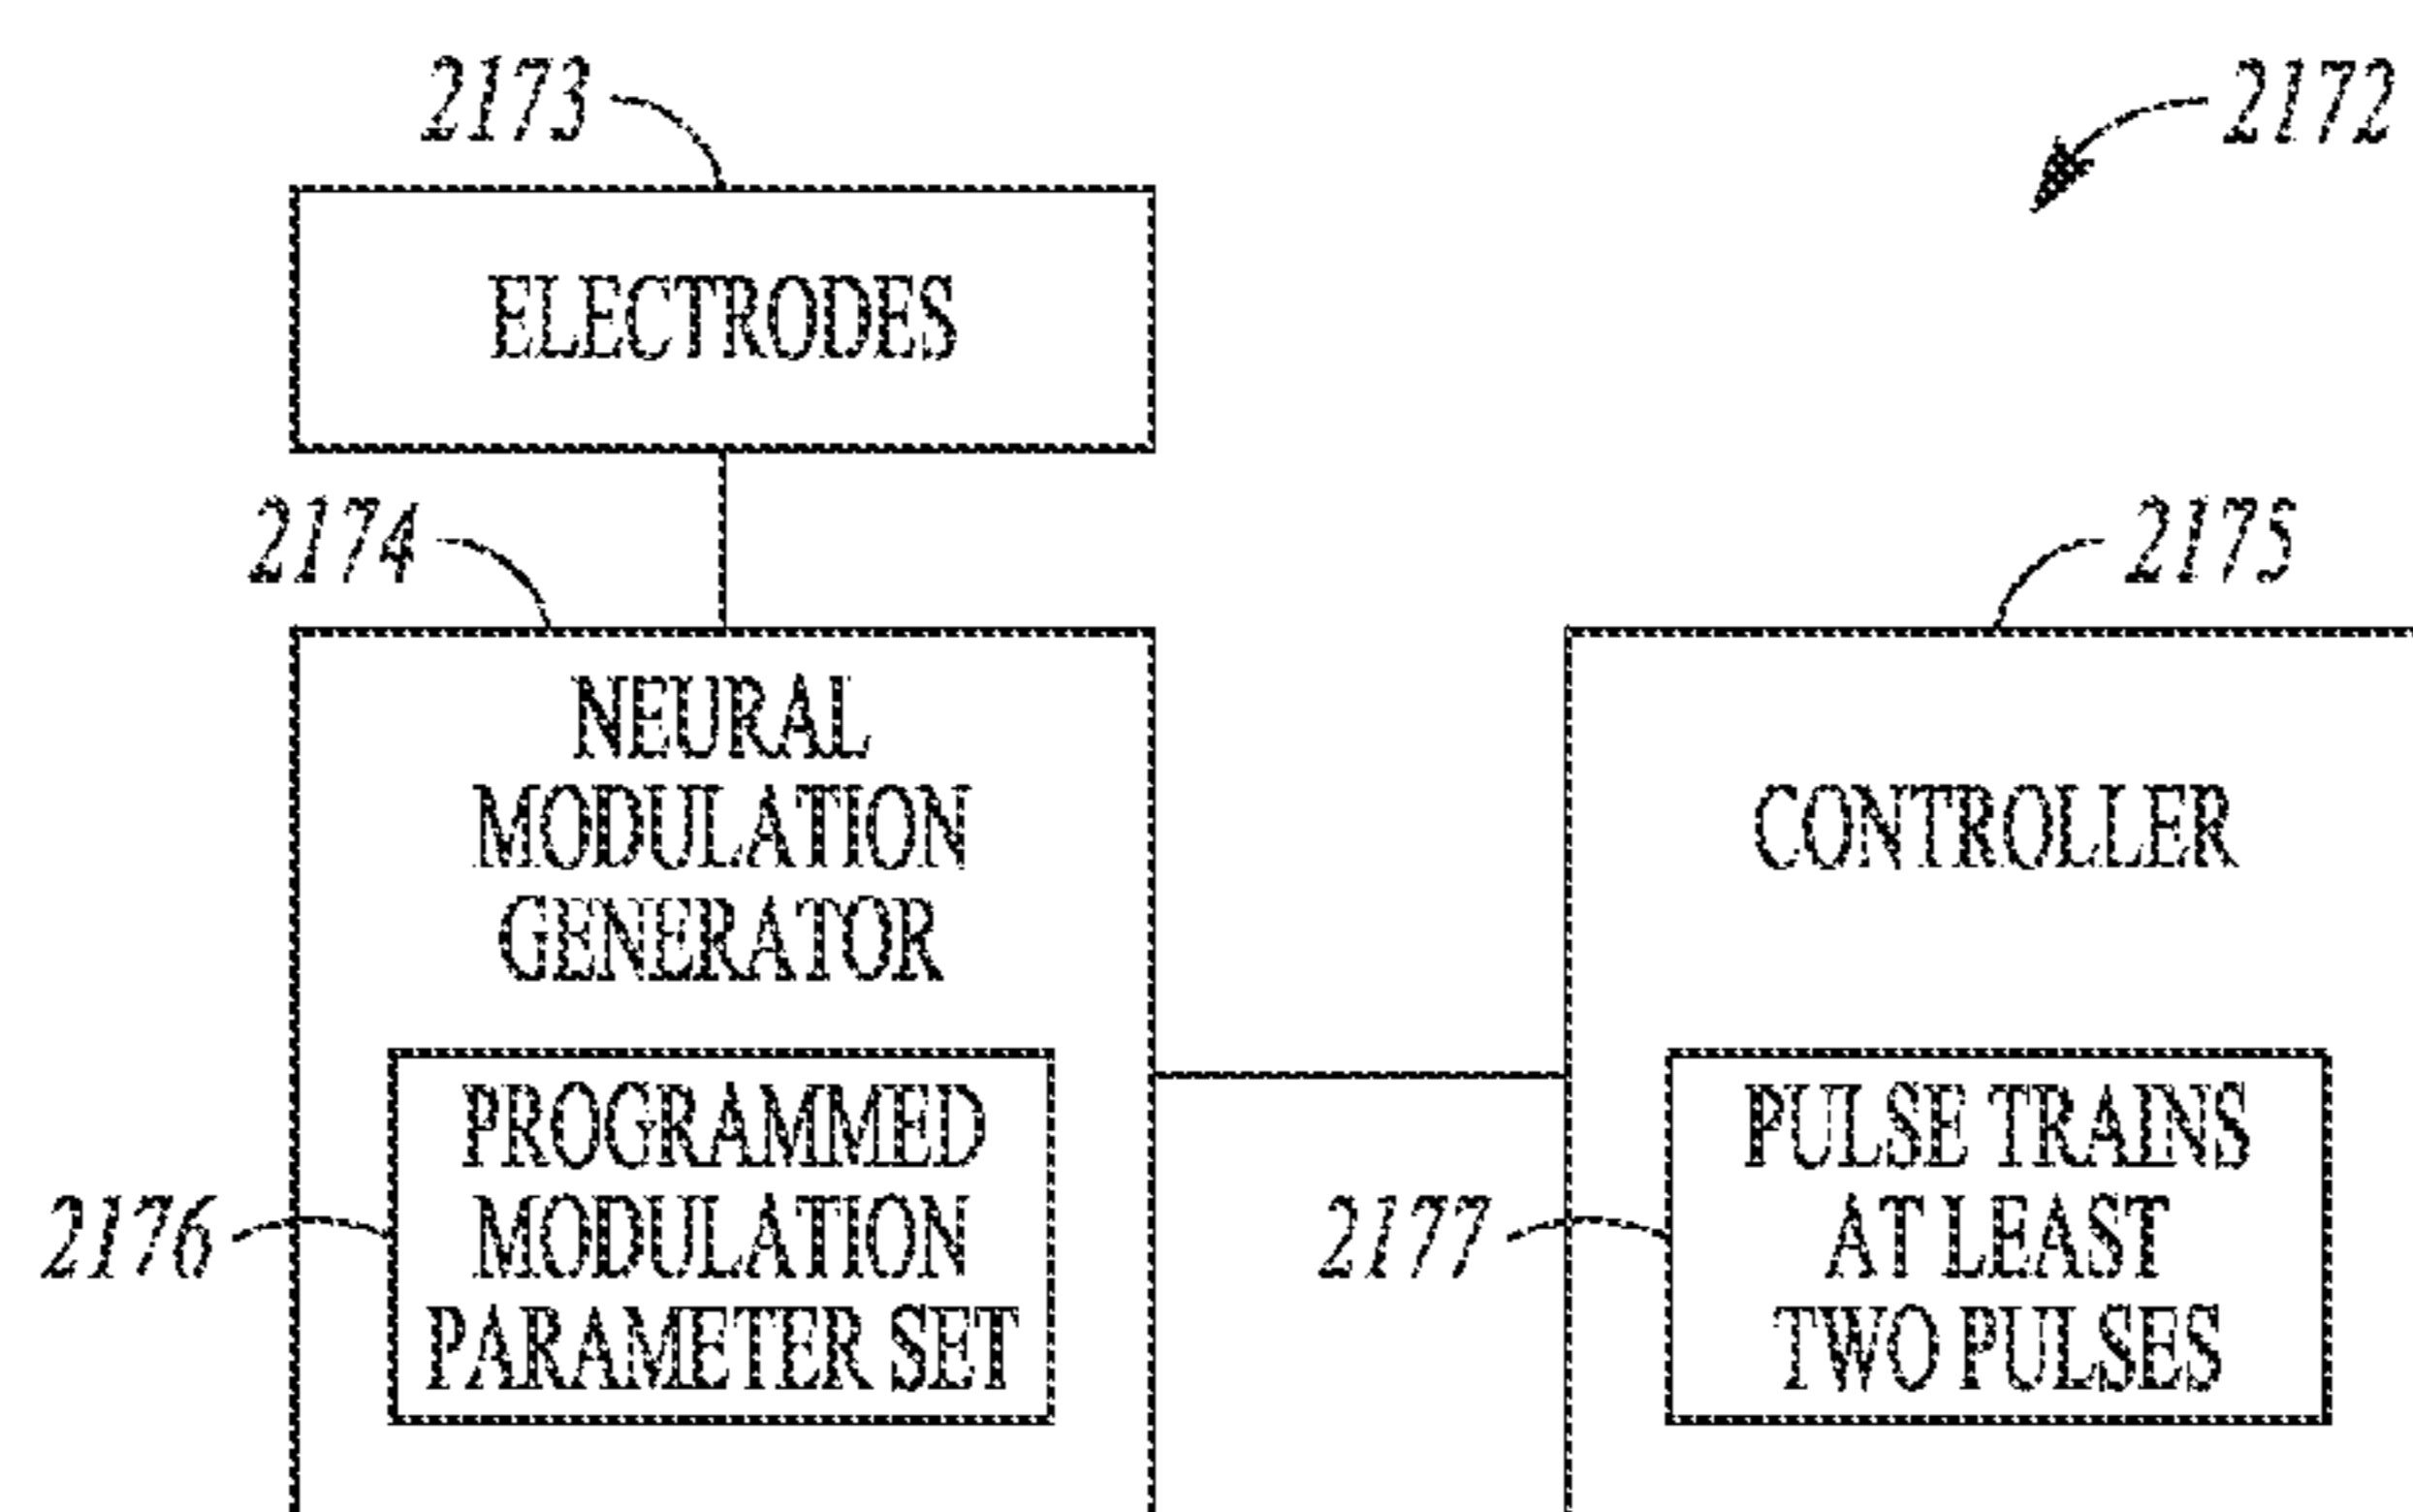 2173
2172
ELECTRODES
2174
2175
NEURAL
MODULATION
GENERATOR
CONTROLLER
PROGRAMMED
MODULATION
PARAMETER SET
2176
PULSE TRAINS
AT LEAST
TWO PULSES
2177